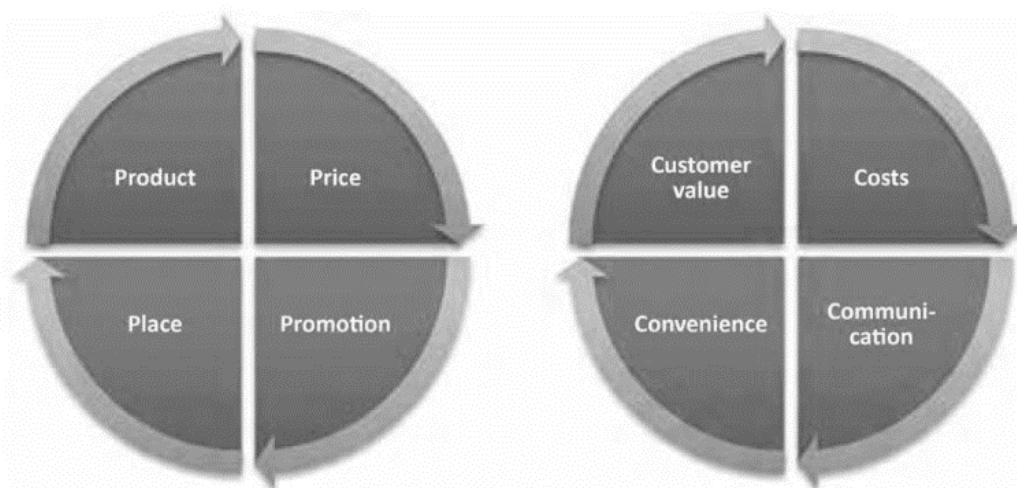 Product
Price
Place
Promotion
Customer
value
Costs
Convenience
Communi-
cation